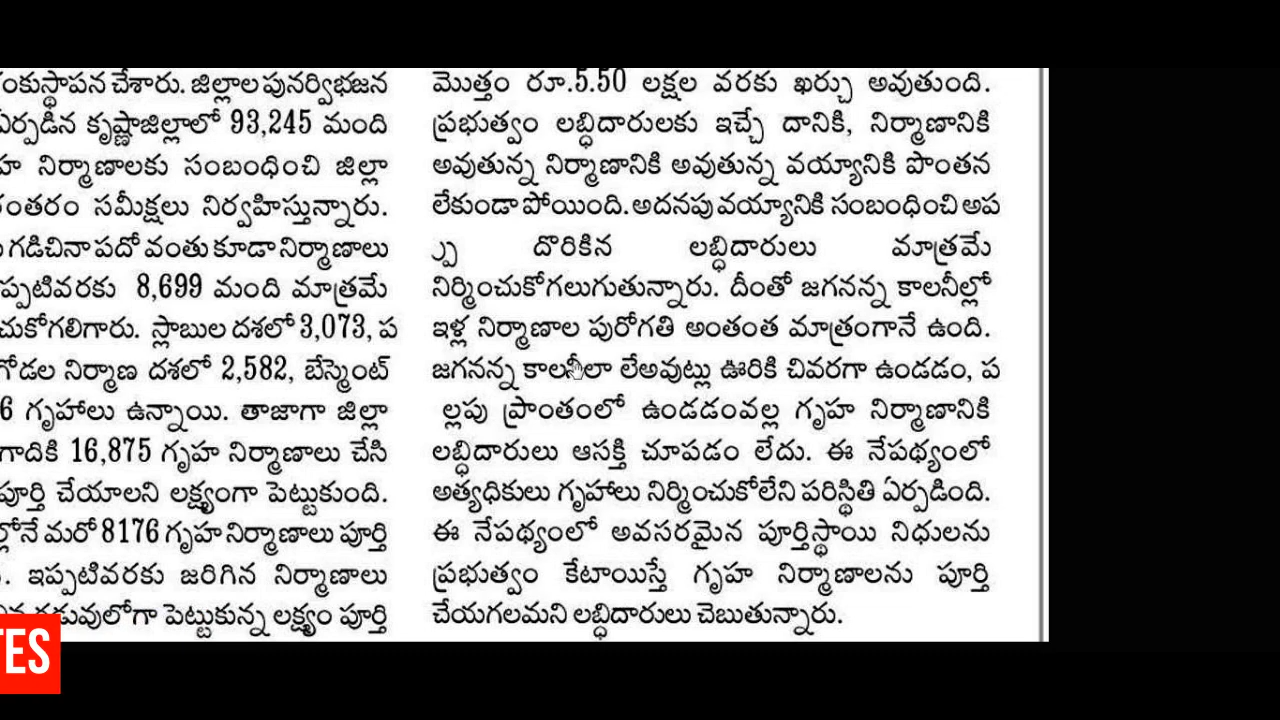 ంకుస్థాపన చేశారు. జిల్లాల పునర్విభజన
ఏర్పడిన కృష్ణాజిల్లాలో 93,245 మంది
హ నిర్మాణాలకు సంబంధించి జిల్లా
రంతరం సమీక్షలు నిర్వహిస్తున్నారు.
గడిచినా పదో వంతు కూడా నిర్మాణాలు
ప్పటివరకు 8,699 మంది మాత్రమే
చుకోగలిగారు. స్లాబుల దశలో 3,073, ప
గోడల నిర్మాణ దశలో 2,582, బేస్మెంట్
6 గృహాలు ఉన్నాయి. తాజాగా జిల్లా
గాదికి 16,875 గృహ నిర్మాణాలు చేసి
పూర్తి చేయాలని లక్ష్యంగా పెట్టుకుంది.
ల్లోనే మరో 8176 గృహ నిర్మాణాలు పూర్తి
. ఇప్పటివరకు జరిగిన నిర్మాణాలు
గడువులోగా పెట్టుకున్న లక్ష్యం పూర్తి
మొత్తం రూ.5.50 లక్షల వరకు ఖర్చు అవుతుంది.
ప్రభుత్వం లబ్ధిదారులకు ఇచ్చే దానికి, నిర్మాణానికి
అవుతున్న నిర్మాణానికి అవుతున్న వయ్యానికి పొంతన
లేకుండా పోయింది. అదనపు వయ్యానికి సంబంధించి అప
్పు దొరికిన లబ్ధిదారులు మాత్రమే
నిర్మించుకోగలుగుతున్నారు. దీంతో జగనన్న కాలనీల్లో
ఇళ్ల నిర్మాణాల పురోగతి అంతంత మాత్రంగానే ఉంది.
జగనన్న కాలనీలా లేఅవుట్లు ఊరికి చివరగా ఉండడం, ప
ల్లపు ప్రాంతంలో ఉండడంవల్ల గృహ నిర్మాణానికి
లబ్ధిదారులు ఆసక్తి చూపడం లేదు. ఈ నేపథ్యంలో
అత్యధికులు గృహాలు నిర్మించుకోలేని పరిస్థితి ఏర్పడింది.
ఈ నేపథ్యంలో అవసరమైన పూర్తిస్థాయి నిధులను
ప్రభుత్వం కేటాయిస్తే గృహ నిర్మాణాలను పూర్తి
చేయగలమని లబ్ధిదారులు చెబుతున్నారు.
TES